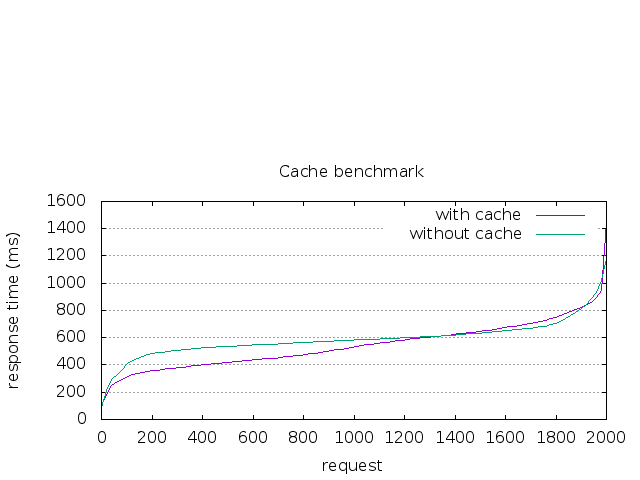 Cache benchmark
1600
1400
1200
1000
800
600
400
200
0
response time (ms)
with cache
without cache
0 200 400 600 800 1000 1200 1400 1600 1800 2000
request